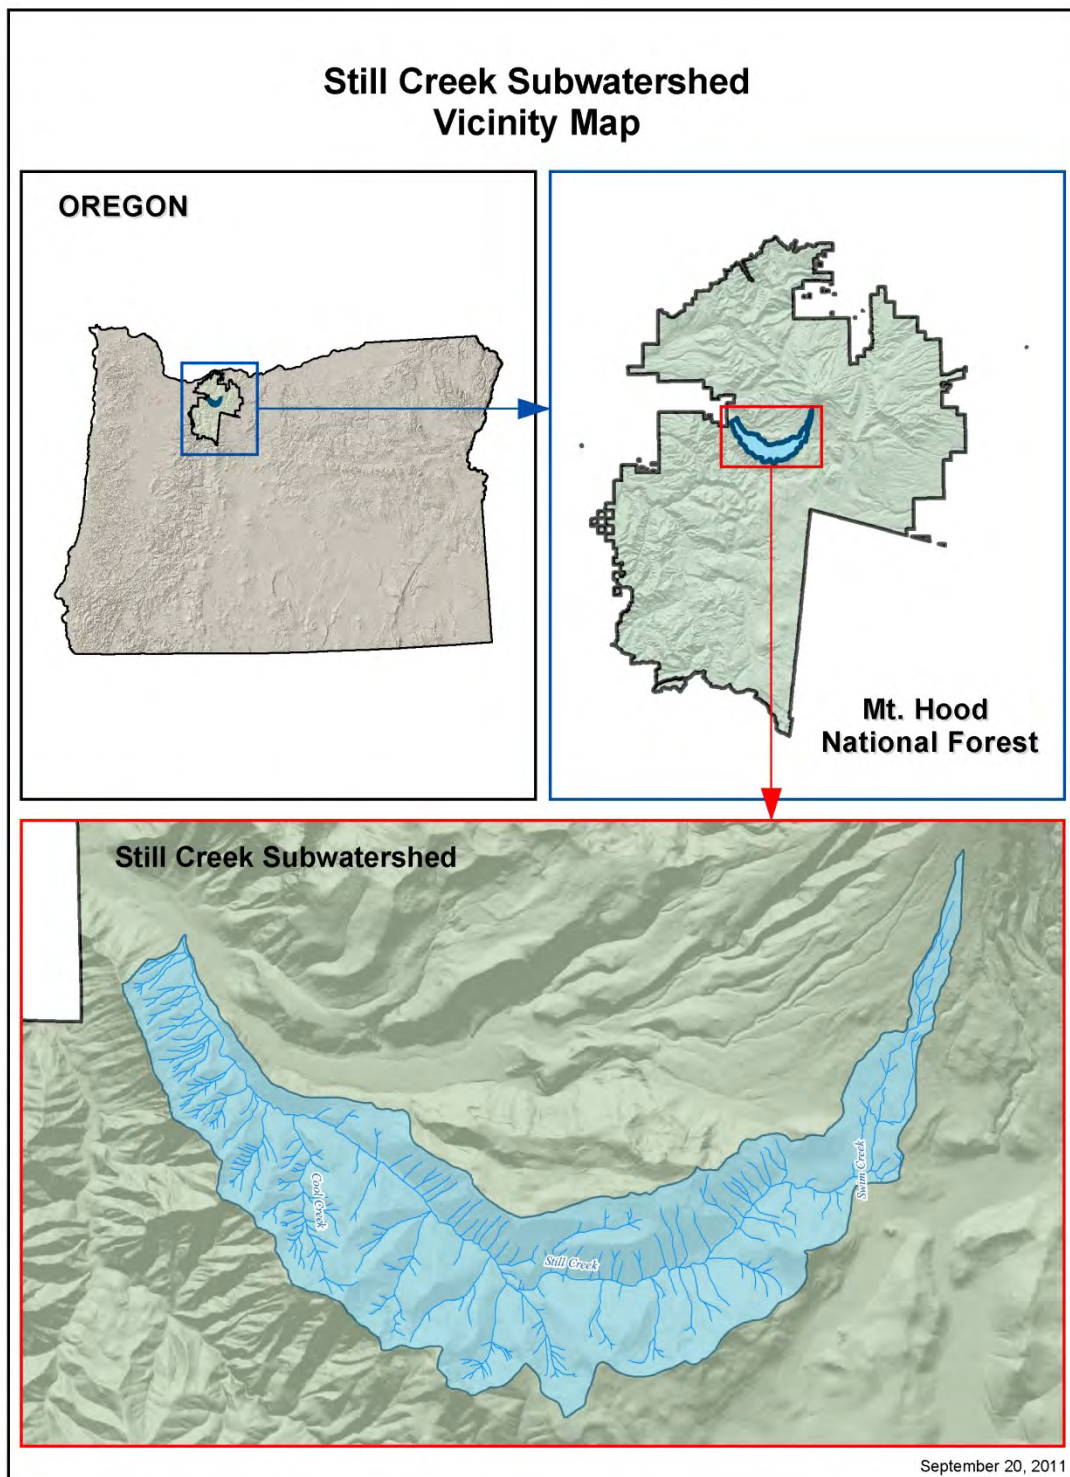 Still Creek Subwatershed
Vicinity Map
OREGON
Mt. Hood
National Forest
Still Creek Subwatershed
Cool Creek
Still Creek
Swim Creek
September 20, 2011